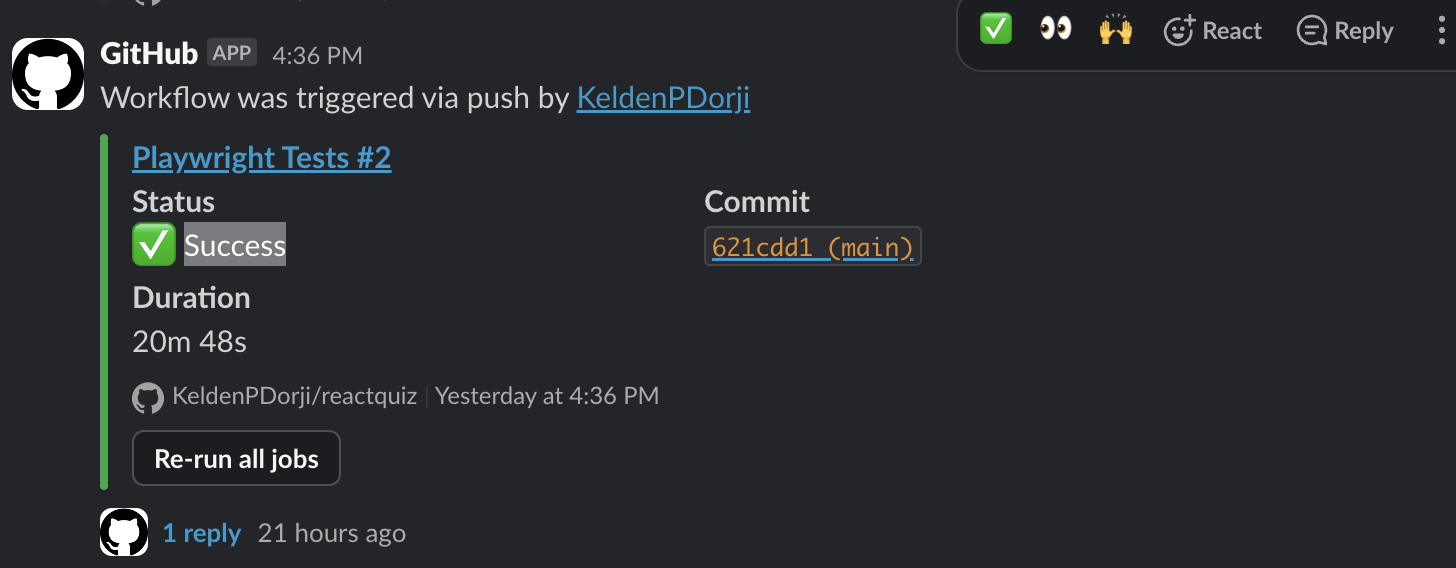 GitHub APP 4:36 PM
React
Reply
Workflow was triggered via push by KeldenPDorji
Playwright Tests #2
Status
Commit
✅ Success
621cdd1 (main)
Duration
20m 48s
KeldenPDorji/reactquiz | Yesterday at 4:36 PM
Re-run all jobs
1 reply 21 hours ago